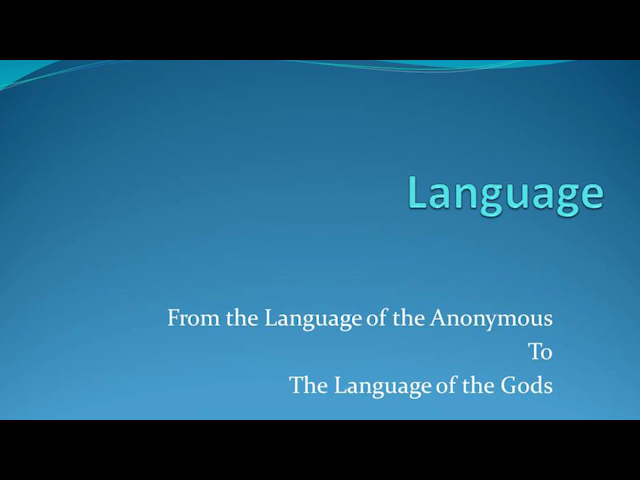 Language
From the Language of the Anonymous
To
The Language of the Gods